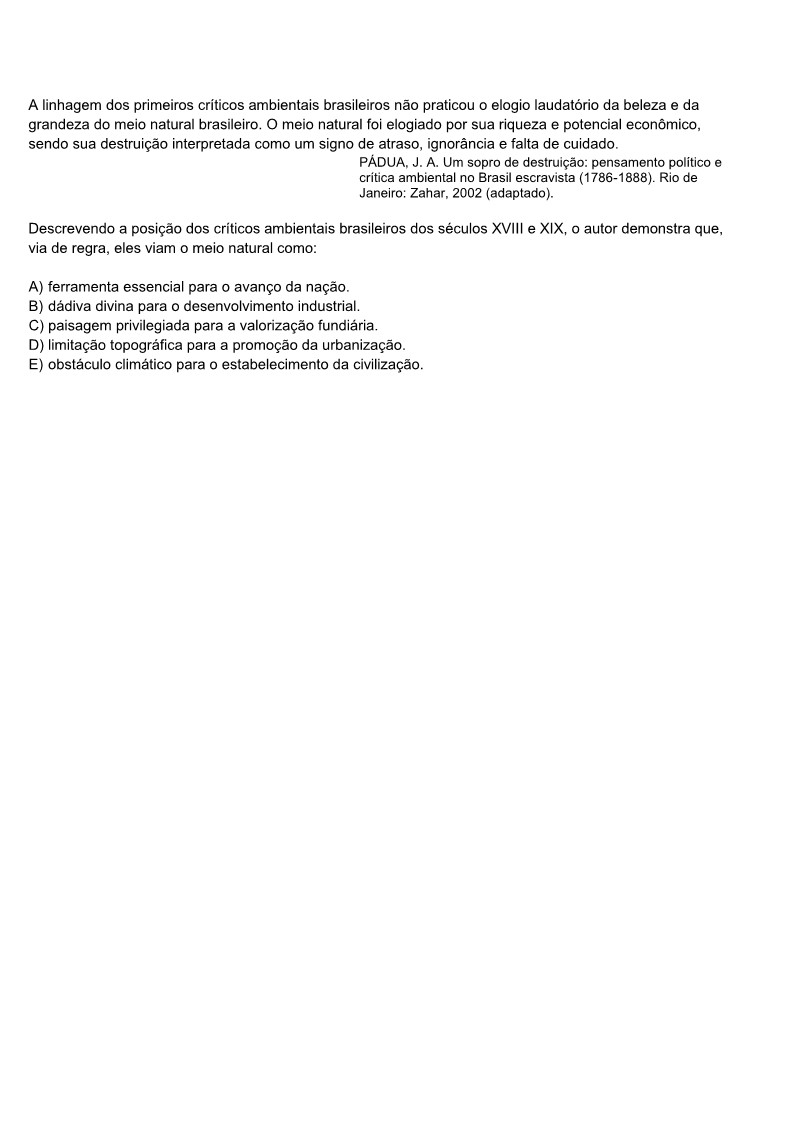 A linhagem dos primeiros críticos ambientais brasileiros não praticou o elogio laudatório da beleza e da
grandeza do meio natural brasileiro. O meio natural foi elogiado por sua riqueza e potencial econômico,
sendo sua destruição interpretada como um signo de atraso, ignorância e falta de cuidado.
PÁDUA, J. A. Um sopro de destruição: pensamento político e
crítica ambiental no Brasil escravista (1786-1888). Rio de
Janeiro: Zahar, 2002 (adaptado).
Descrevendo a posição dos críticos ambientais brasileiros dos séculos XVIII e XIX, o autor demonstra que,
via de regra, eles viam o meio natural como:
A) ferramenta essencial para o avanço da nação.
B) dádiva divina para o desenvolvimento industrial.
C) paisagem privilegiada para a valorização fundiária.
D) limitação topográfica para a promoção da urbanização.
E) obstáculo climático para o estabelecimento da civilização.